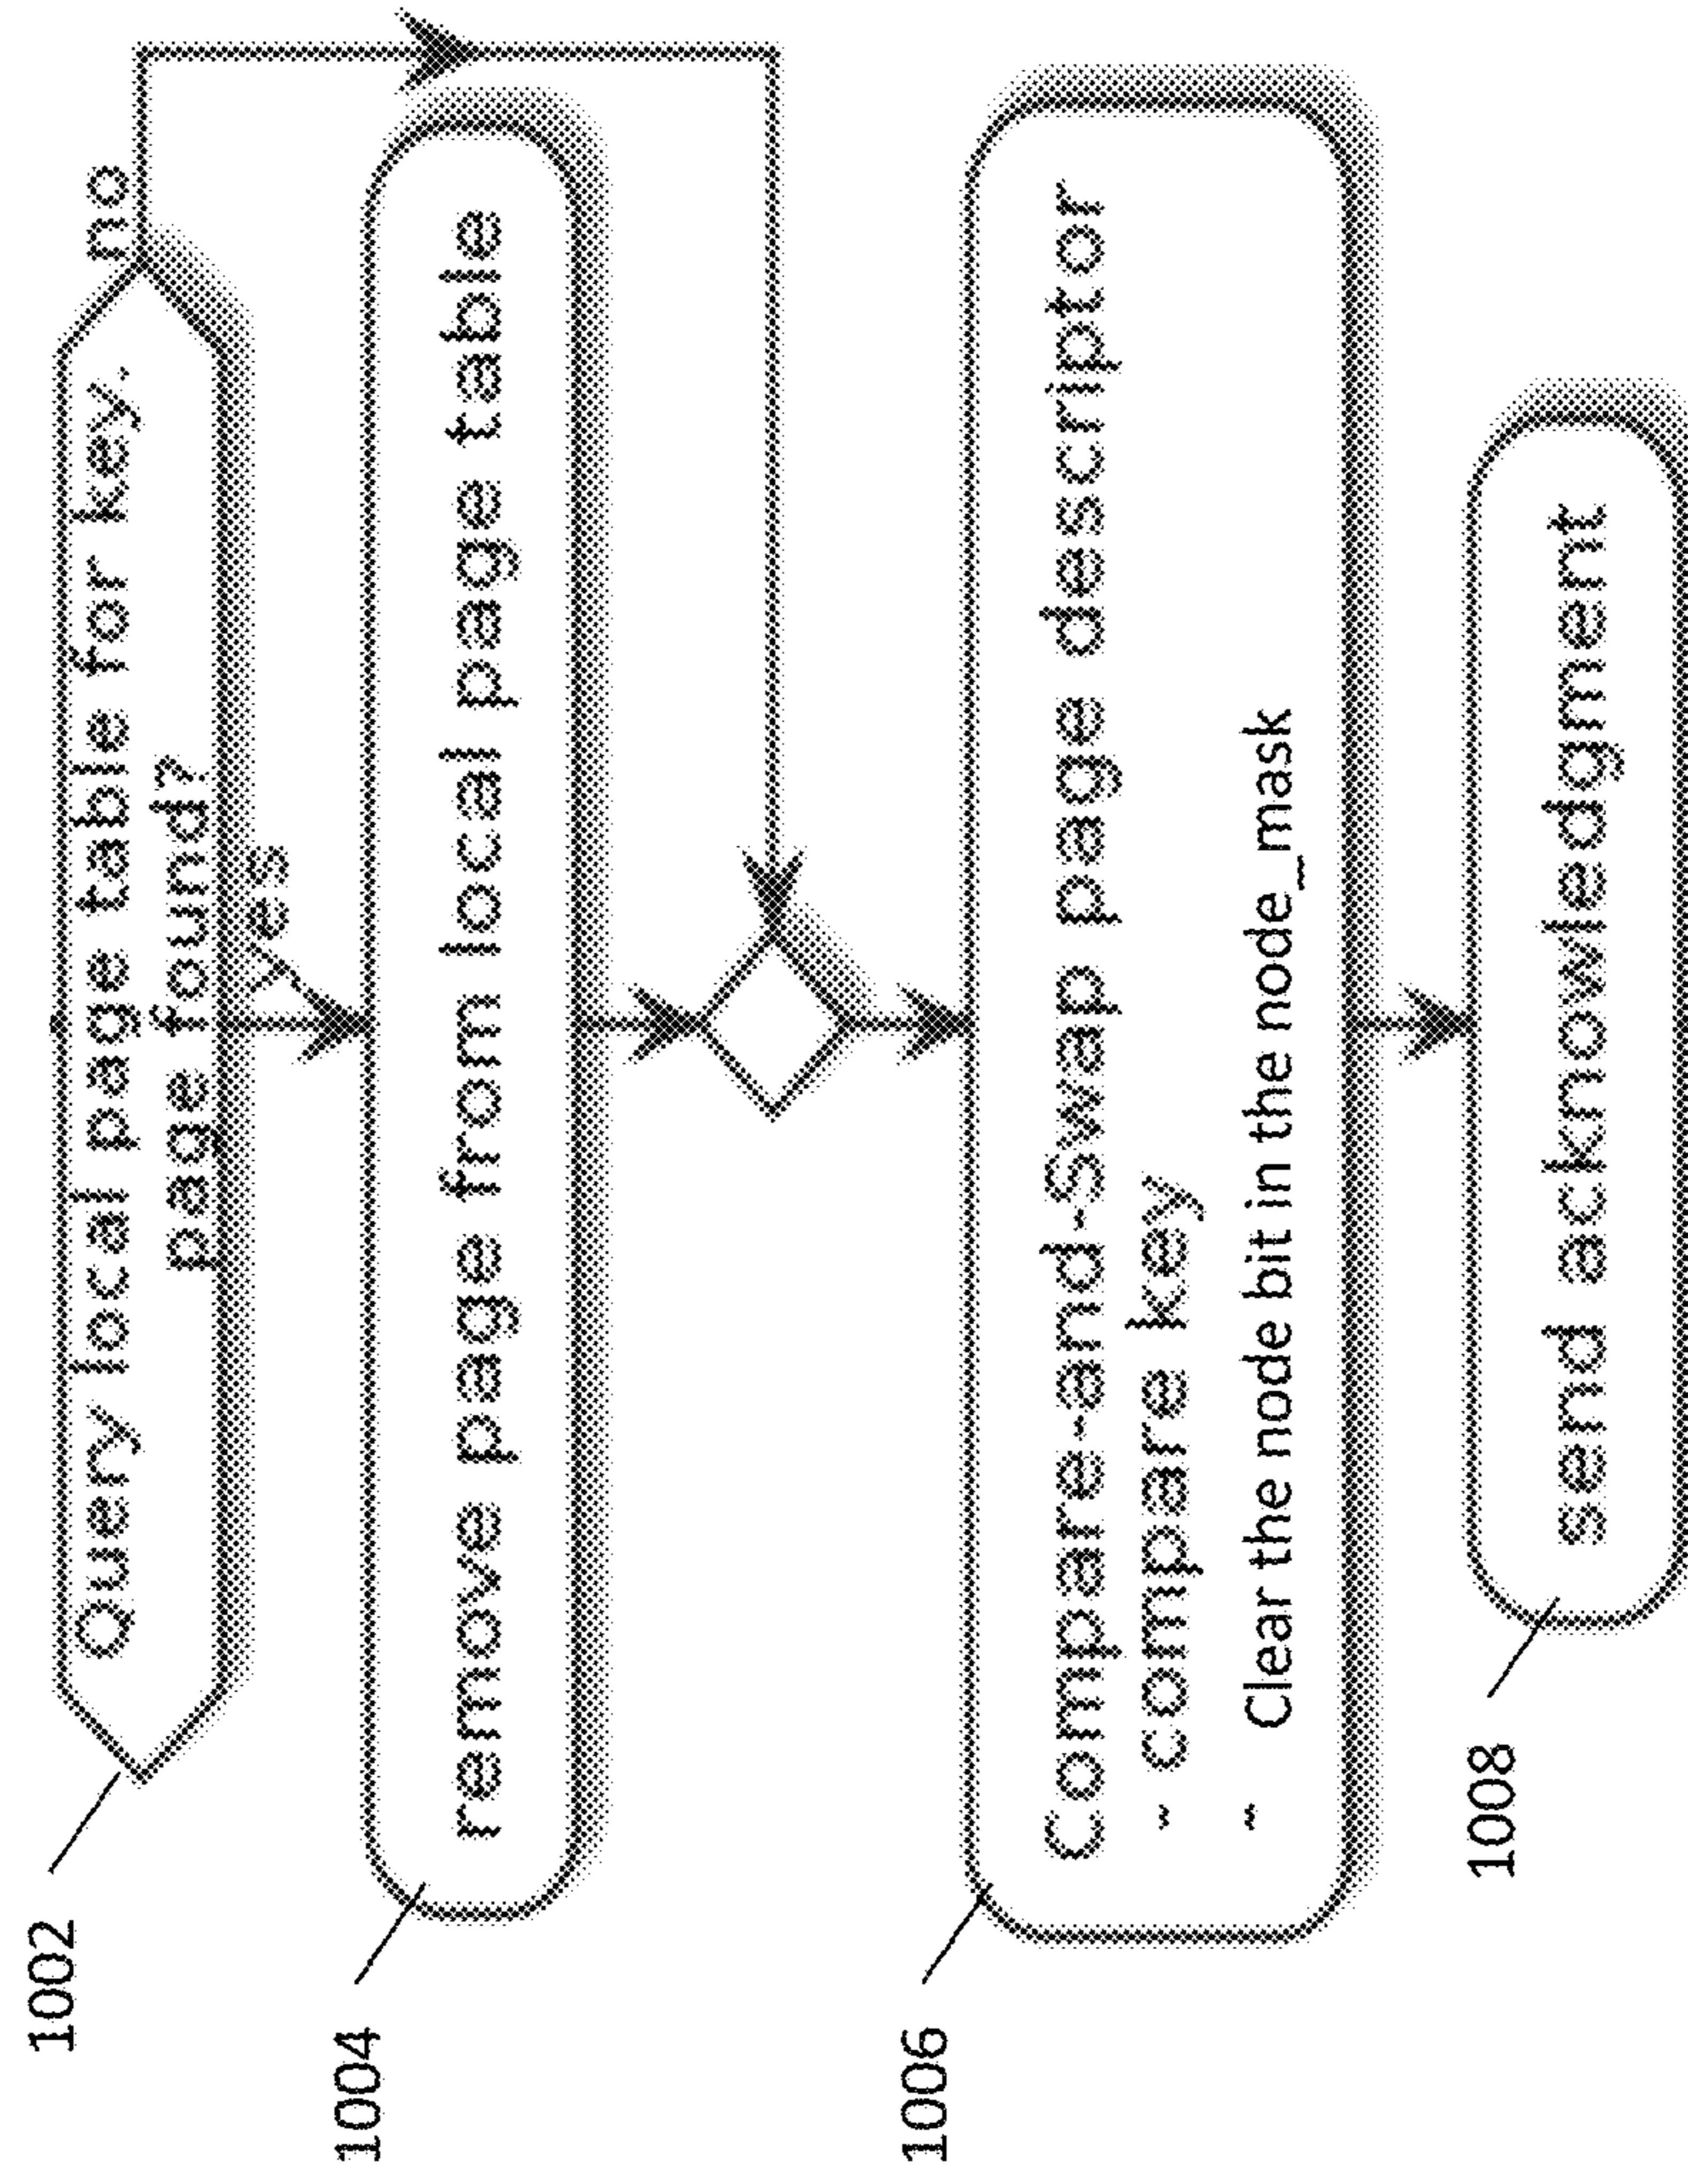 1002
Query local page table for key.
page found?
no
yes
1004
remove page from local page table
1006
Compare-and-Swap page descriptor
- compare key
- Clear the node bit in the node_mask
1008
send acknowledgment